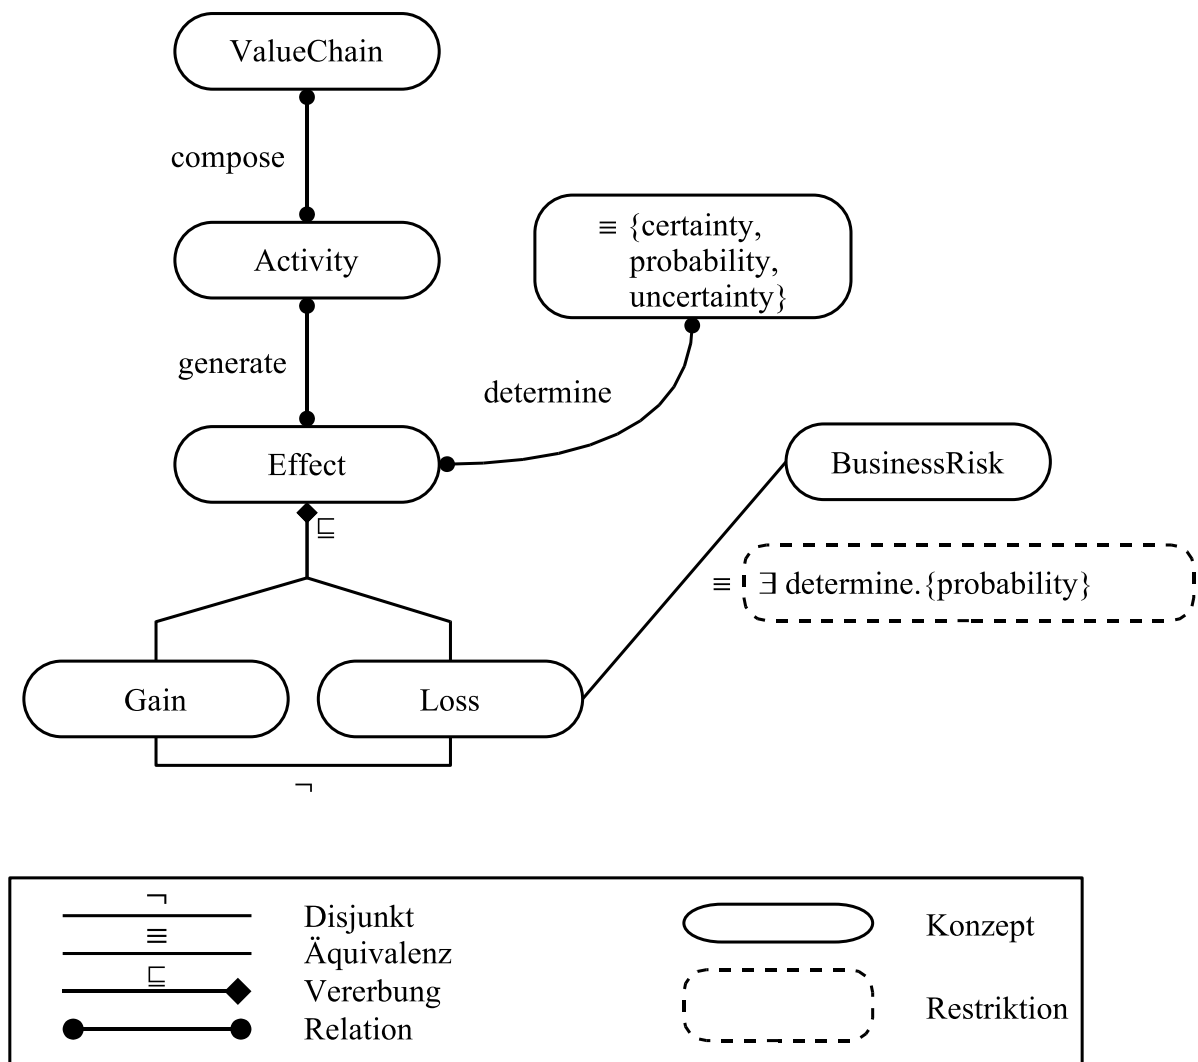 ValueChain
compose
Activity
≡ {certainty,
probability,
uncertainty}
generate
determine
Effect
BusinessRisk
⊑
≡ ∃ determine.{probability}
Gain
Loss
¬
¬
Disjunkt
≡
Äquivalenz
⊑
Vererbung
Relation
Konzept
Restriktion